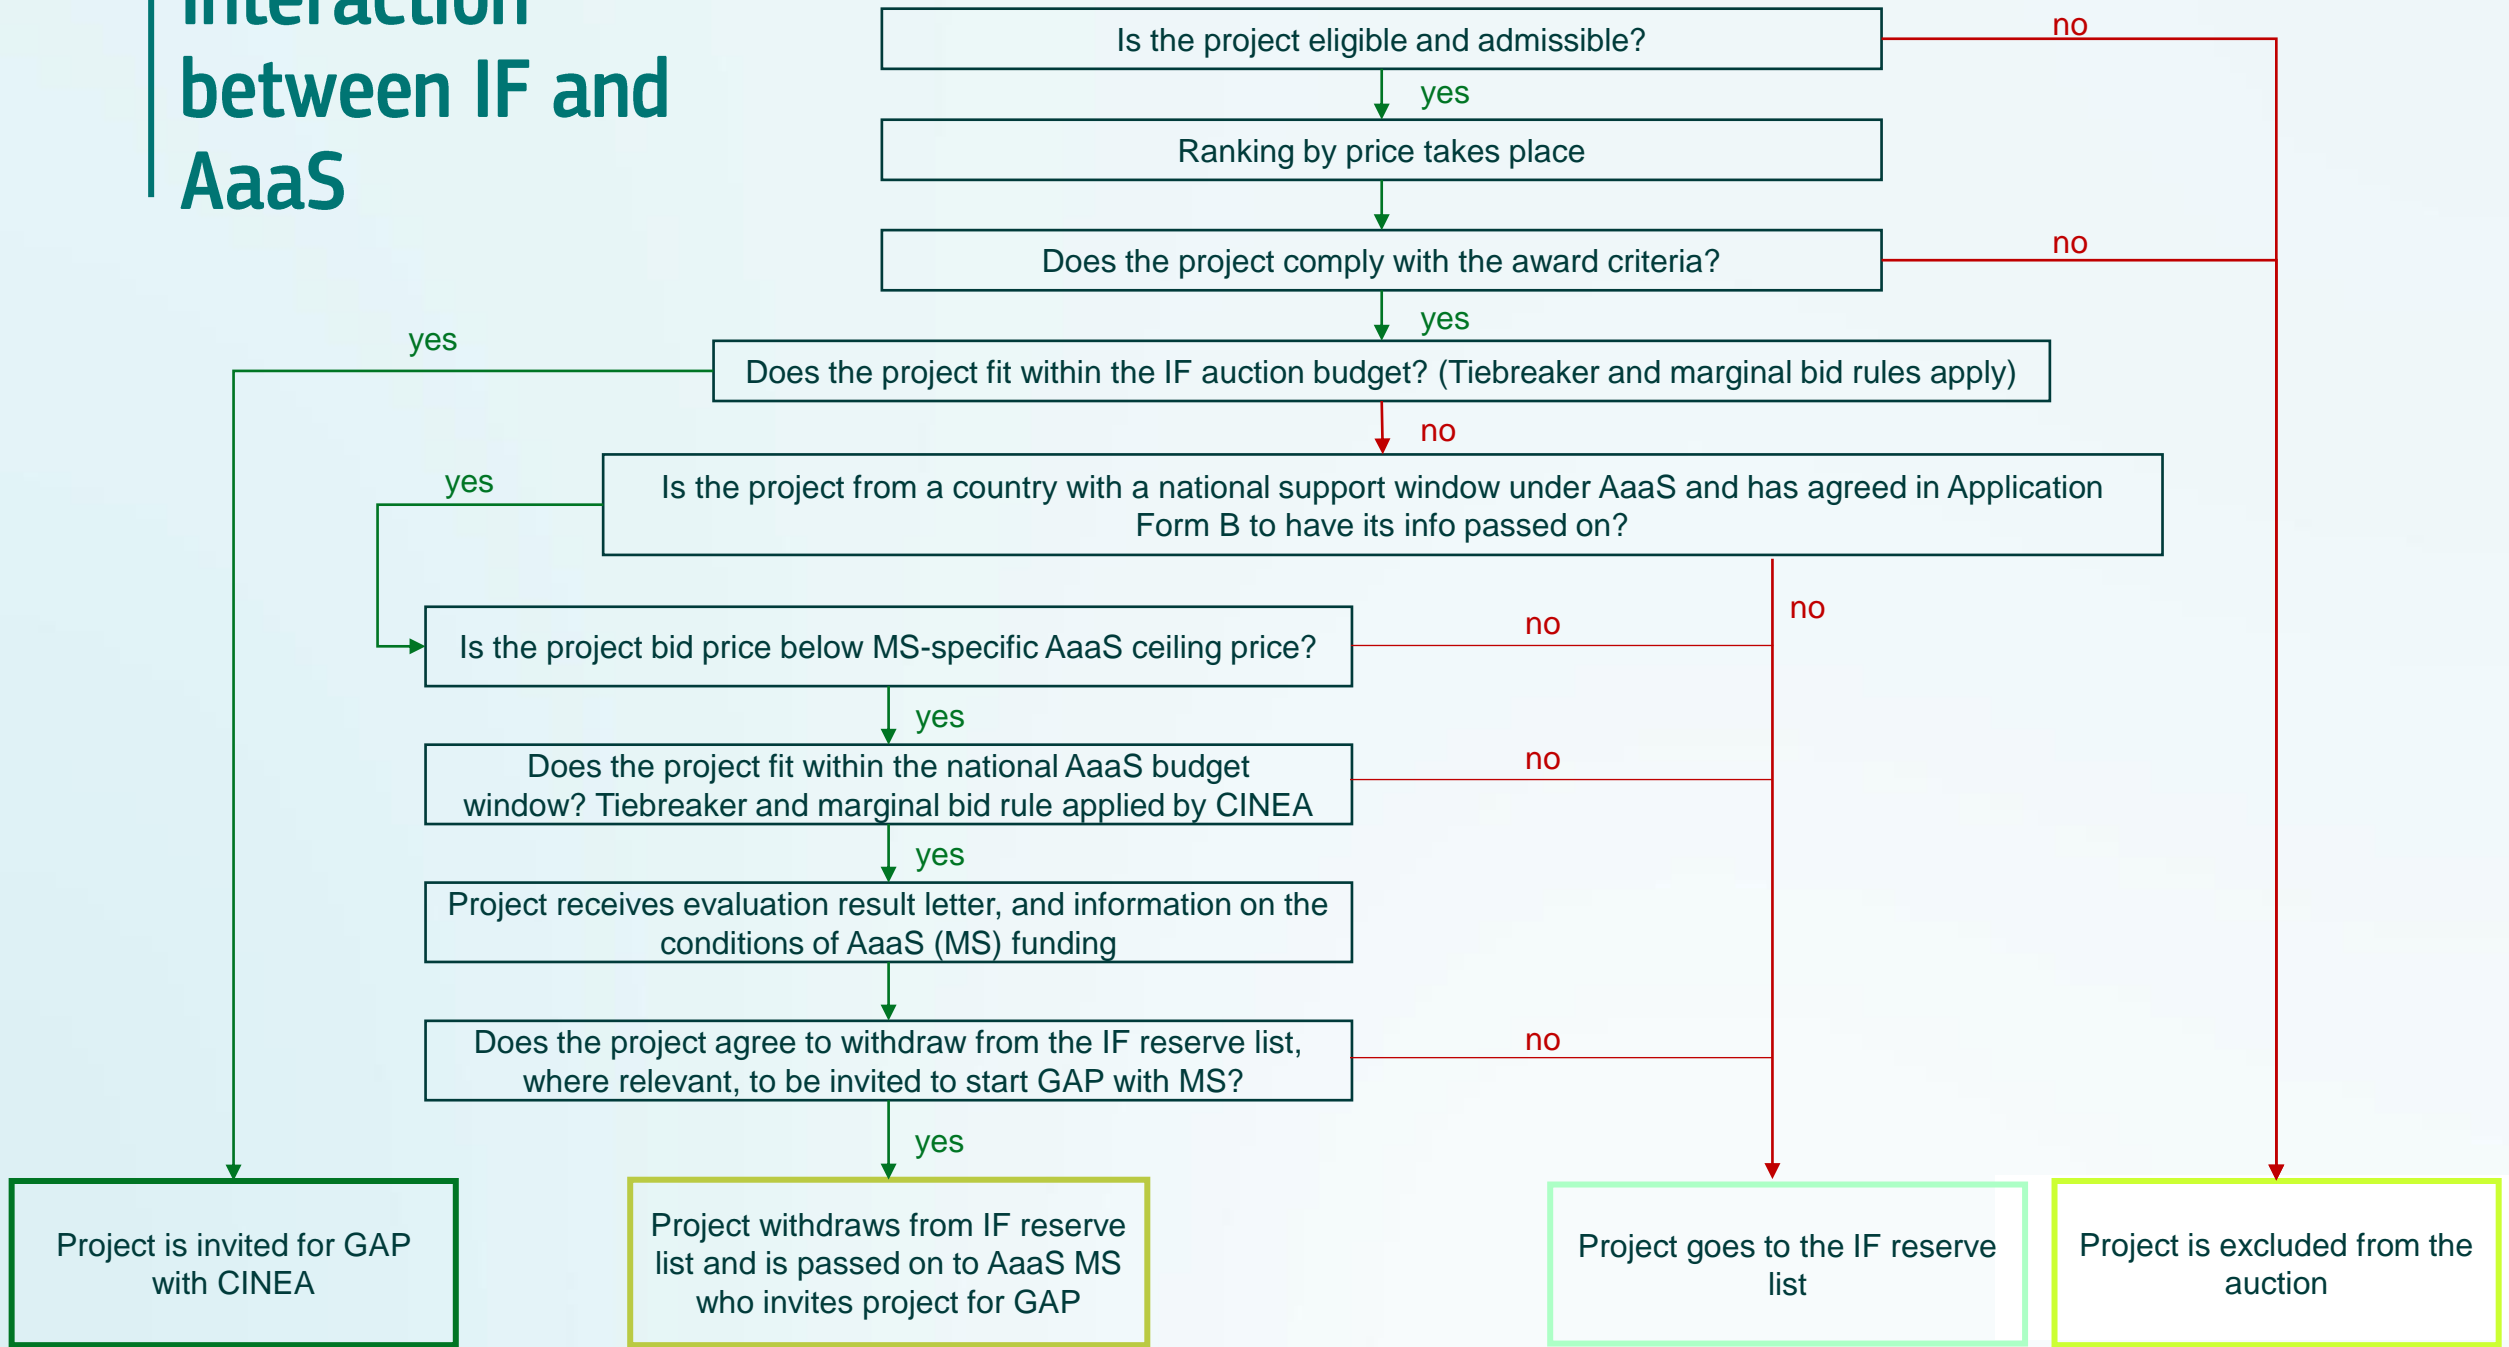 Interaction
between IF and
AaaS
Is the project eligible and admissible?
no
yes
Ranking by price takes place
Does the project comply with the award criteria?
no
yes
yes
Does the project fit within the IF auction budget? (Tiebreaker and marginal bid rules apply)
no
yes
Is the project from a country with a national support window under AaaS and has agreed in Application
Form B to have its info passed on?
no
Is the project bid price below MS-specific AaaS ceiling price?
no
yes
Does the project fit within the national AaaS budget
window? Tiebreaker and marginal bid rule applied by CINEA
no
yes
Project receives evaluation result letter, and information on the
conditions of AaaS (MS) funding
Does the project agree to withdraw from the IF reserve list,
where relevant, to be invited to start GAP with MS?
no
yes
Project is invited for GAP
with CINEA
Project withdraws from IF reserve
list and is passed on to AaaS MS
who invites project for GAP
Project goes to the IF reserve
list
Project is excluded from the
auction